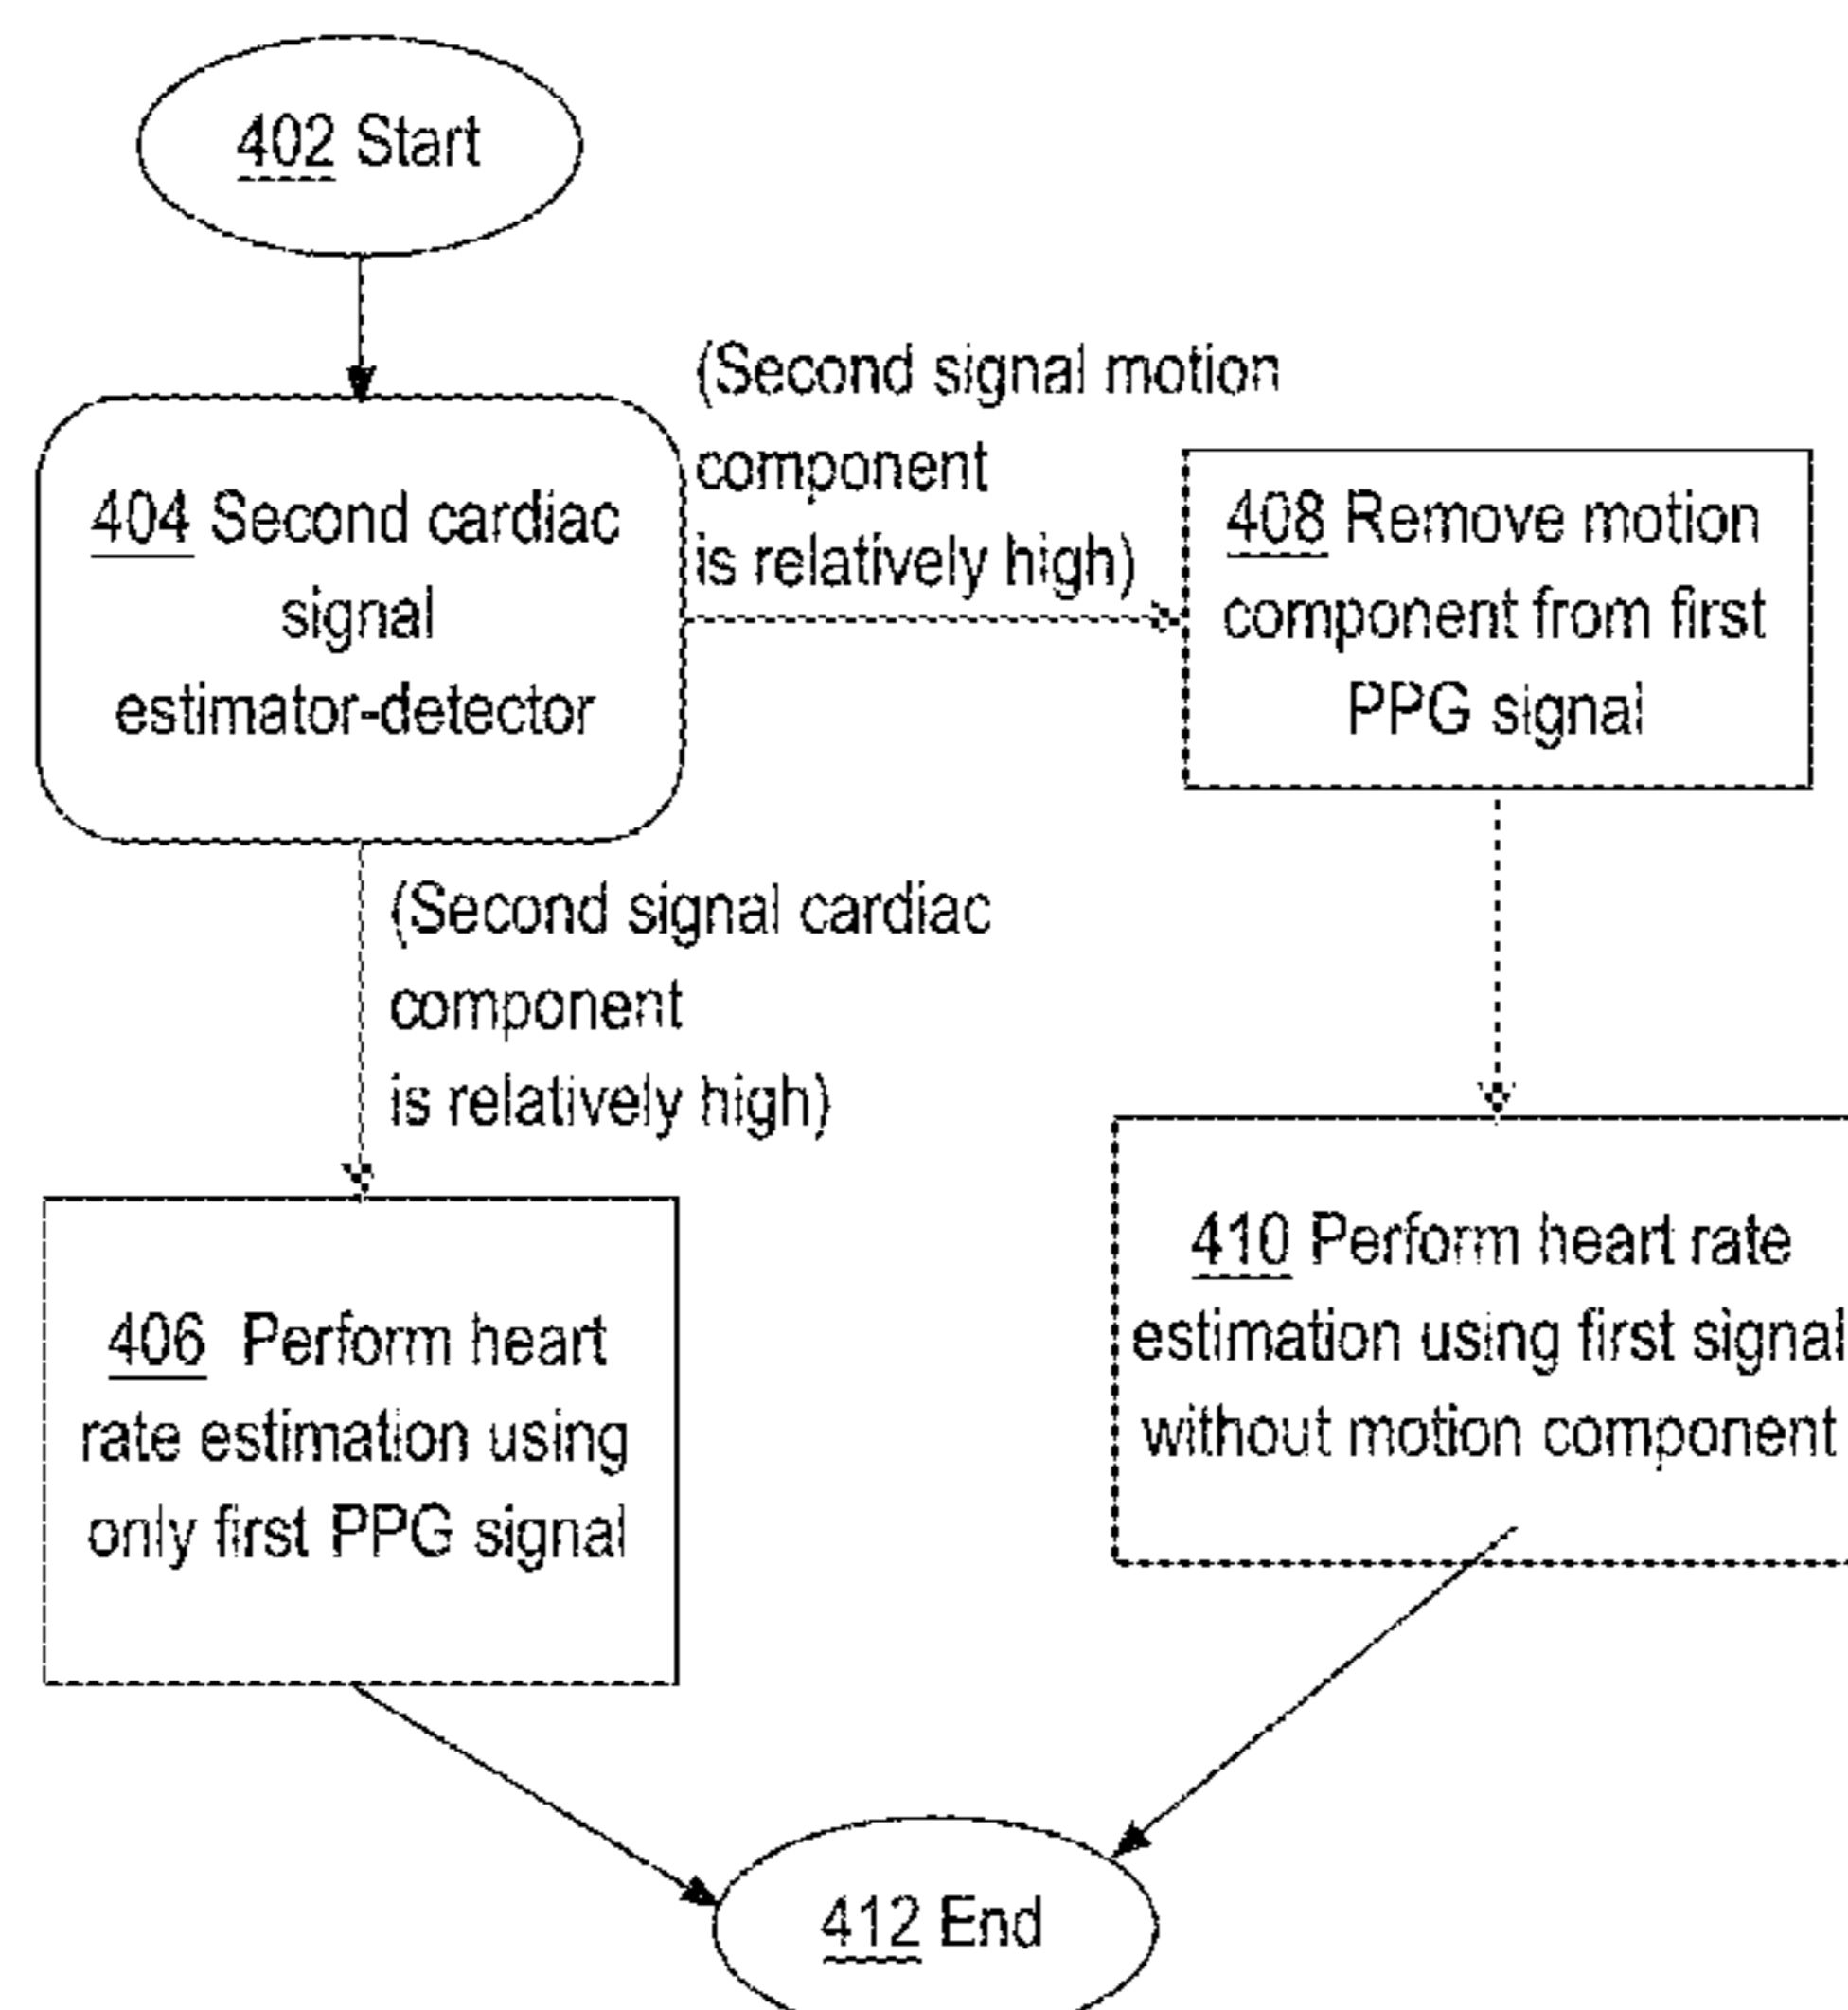 402 Start
(Second signal motion
component
is relatively high)
404 Second cardiac
signal
estimator-detector
408 Remove motion
component from first
PPG signal
(Second signal cardiac
component
is relatively high)
406 Perform heart
rate estimation using
only first PPG signal
410 Perform heart rate
estimation using first signal
without motion component
412 End